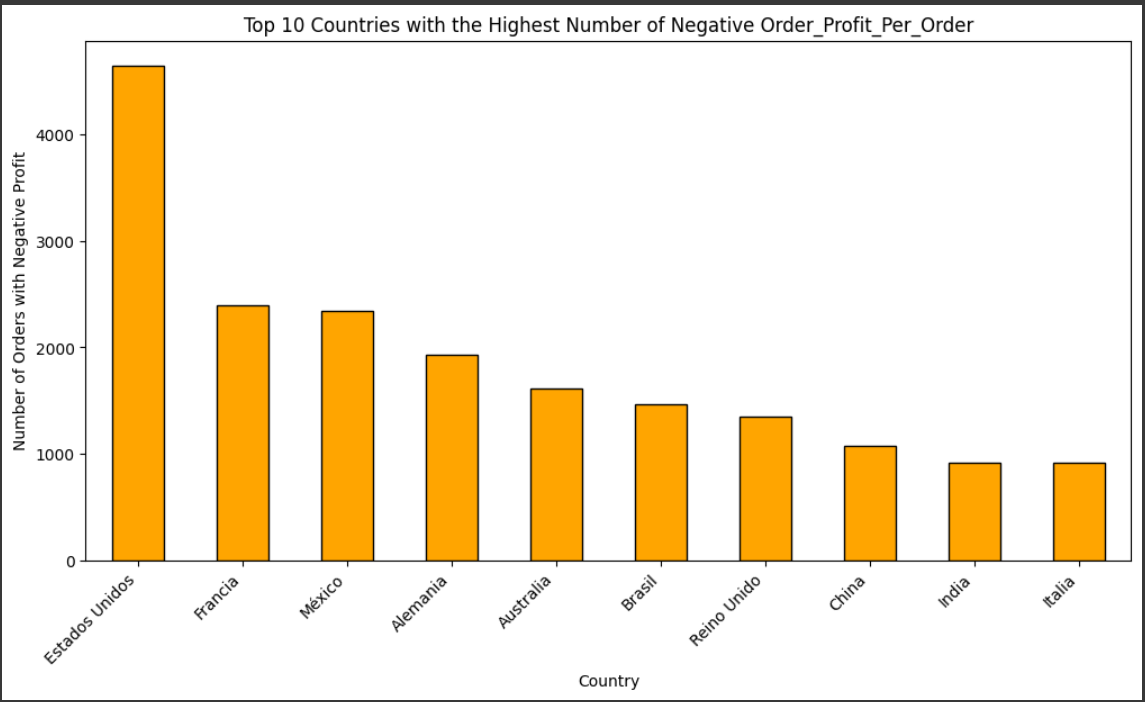 Top 10 Countries with the Highest Number of Negative Order_Profit_Per_Order
Number of Orders with Negative Profit
4000
3000
2000
1000
0
Estados Unidos
Francia
México
Alemania
Australia
Brasil
Reino Unido
China
India
Italia
Country